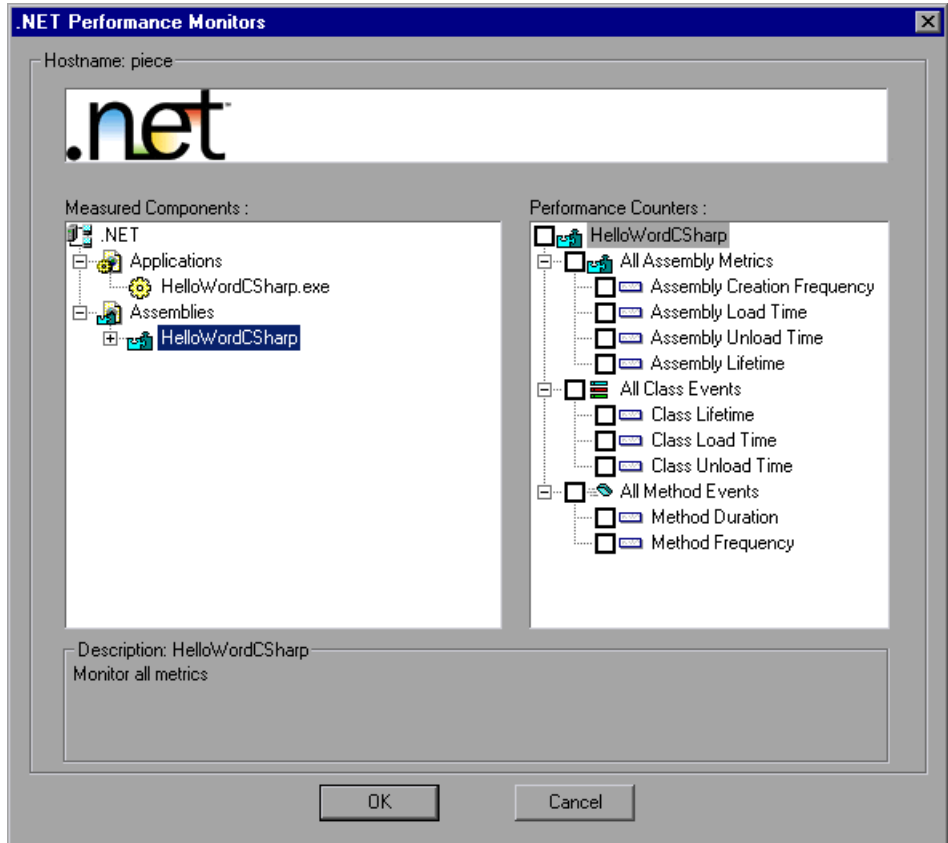 .NET Performance Monitors
Hostname: piece
.net
Measured Components :
.NET
Applications
HelloWordCSharp.exe
Assemblies
HelloWordCSharp
Performance Counters :
HelloWordCSharp
All Assembly Metrics
Assembly Creation Frequency
Assembly Load Time
Assembly Unload Time
Assembly Lifetime
All Class Events
Class Lifetime
Class Load Time
Class Unload Time
All Method Events
Method Duration
Method Frequency
Description: HelloWordCSharp
Monitor all metrics
OK
Cancel